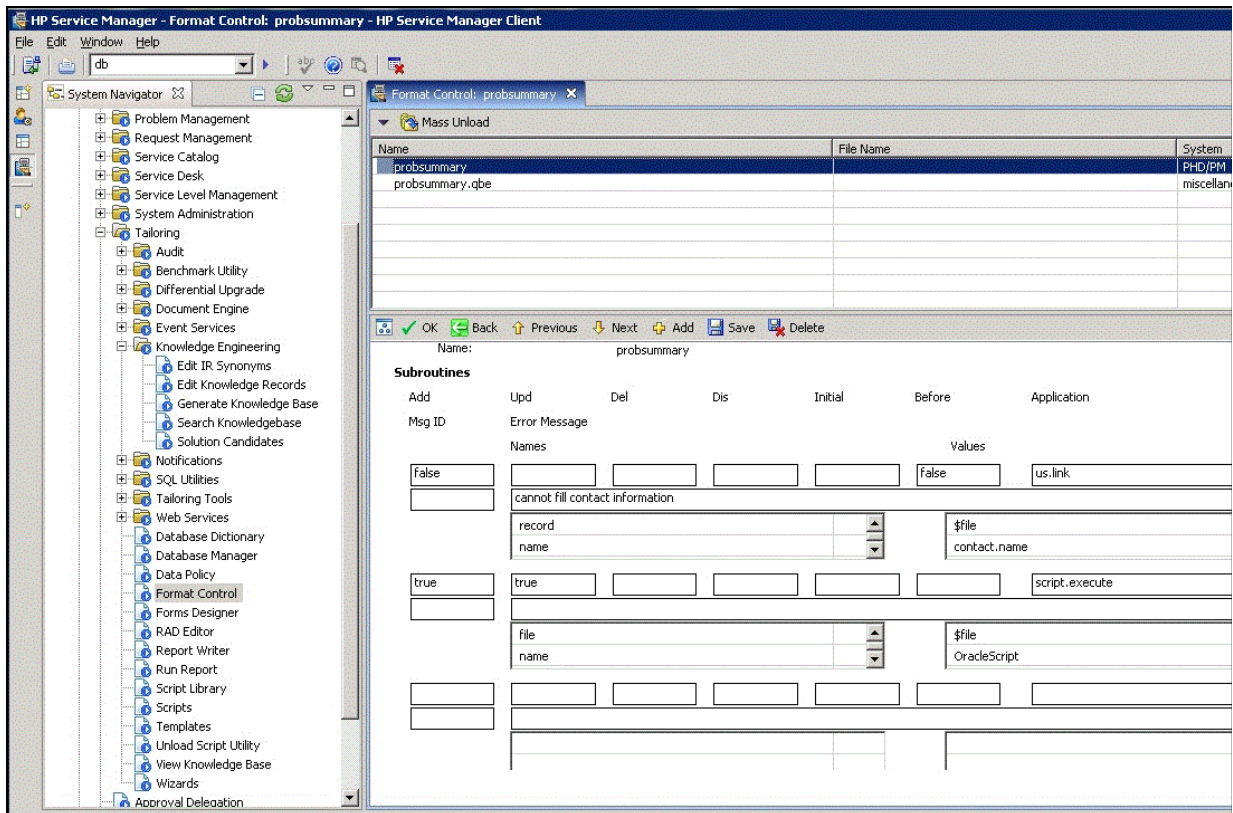 HP Service Manager - Format Control: probsummary - HP Service Manager Client
File Edit Window Help
db
abc
System Navigator
Problem Management
Request Management
Service Catalog
Service Desk
Service Level Management
System Administration
Tailoring
Audit
Benchmark Utility
Differential Upgrade
Document Engine
Event Services
Knowledge Engineering
Edit IR Synonyms
Edit Knowledge Records
Generate Knowledge Base
Search Knowledgebase
Solution Candidates
Notifications
SQL Utilities
Tailoring Tools
Web Services
Database Dictionary
Database Manager
Data Policy
Format Control
Forms Designer
RAD Editor
Report Writer
Run Report
Script Library
Scripts
Templates
Unload Script Utility
View Knowledge Base
Wizards
Approval Delegation
Format Control: probsummary
Mass Unload
Name File Name System
probsummary PHD/PM
probsummary.qbe miscellan
OK Back Previous Next Add Save Delete
Name: probsummary
Subroutines
Add Upd Del Dis Initial Before Application
Msg ID Error Message
Names Values
false false us.link
cannot fill contact information
record $file
name contact.name
true true script.execute
file $file
name OracleScript